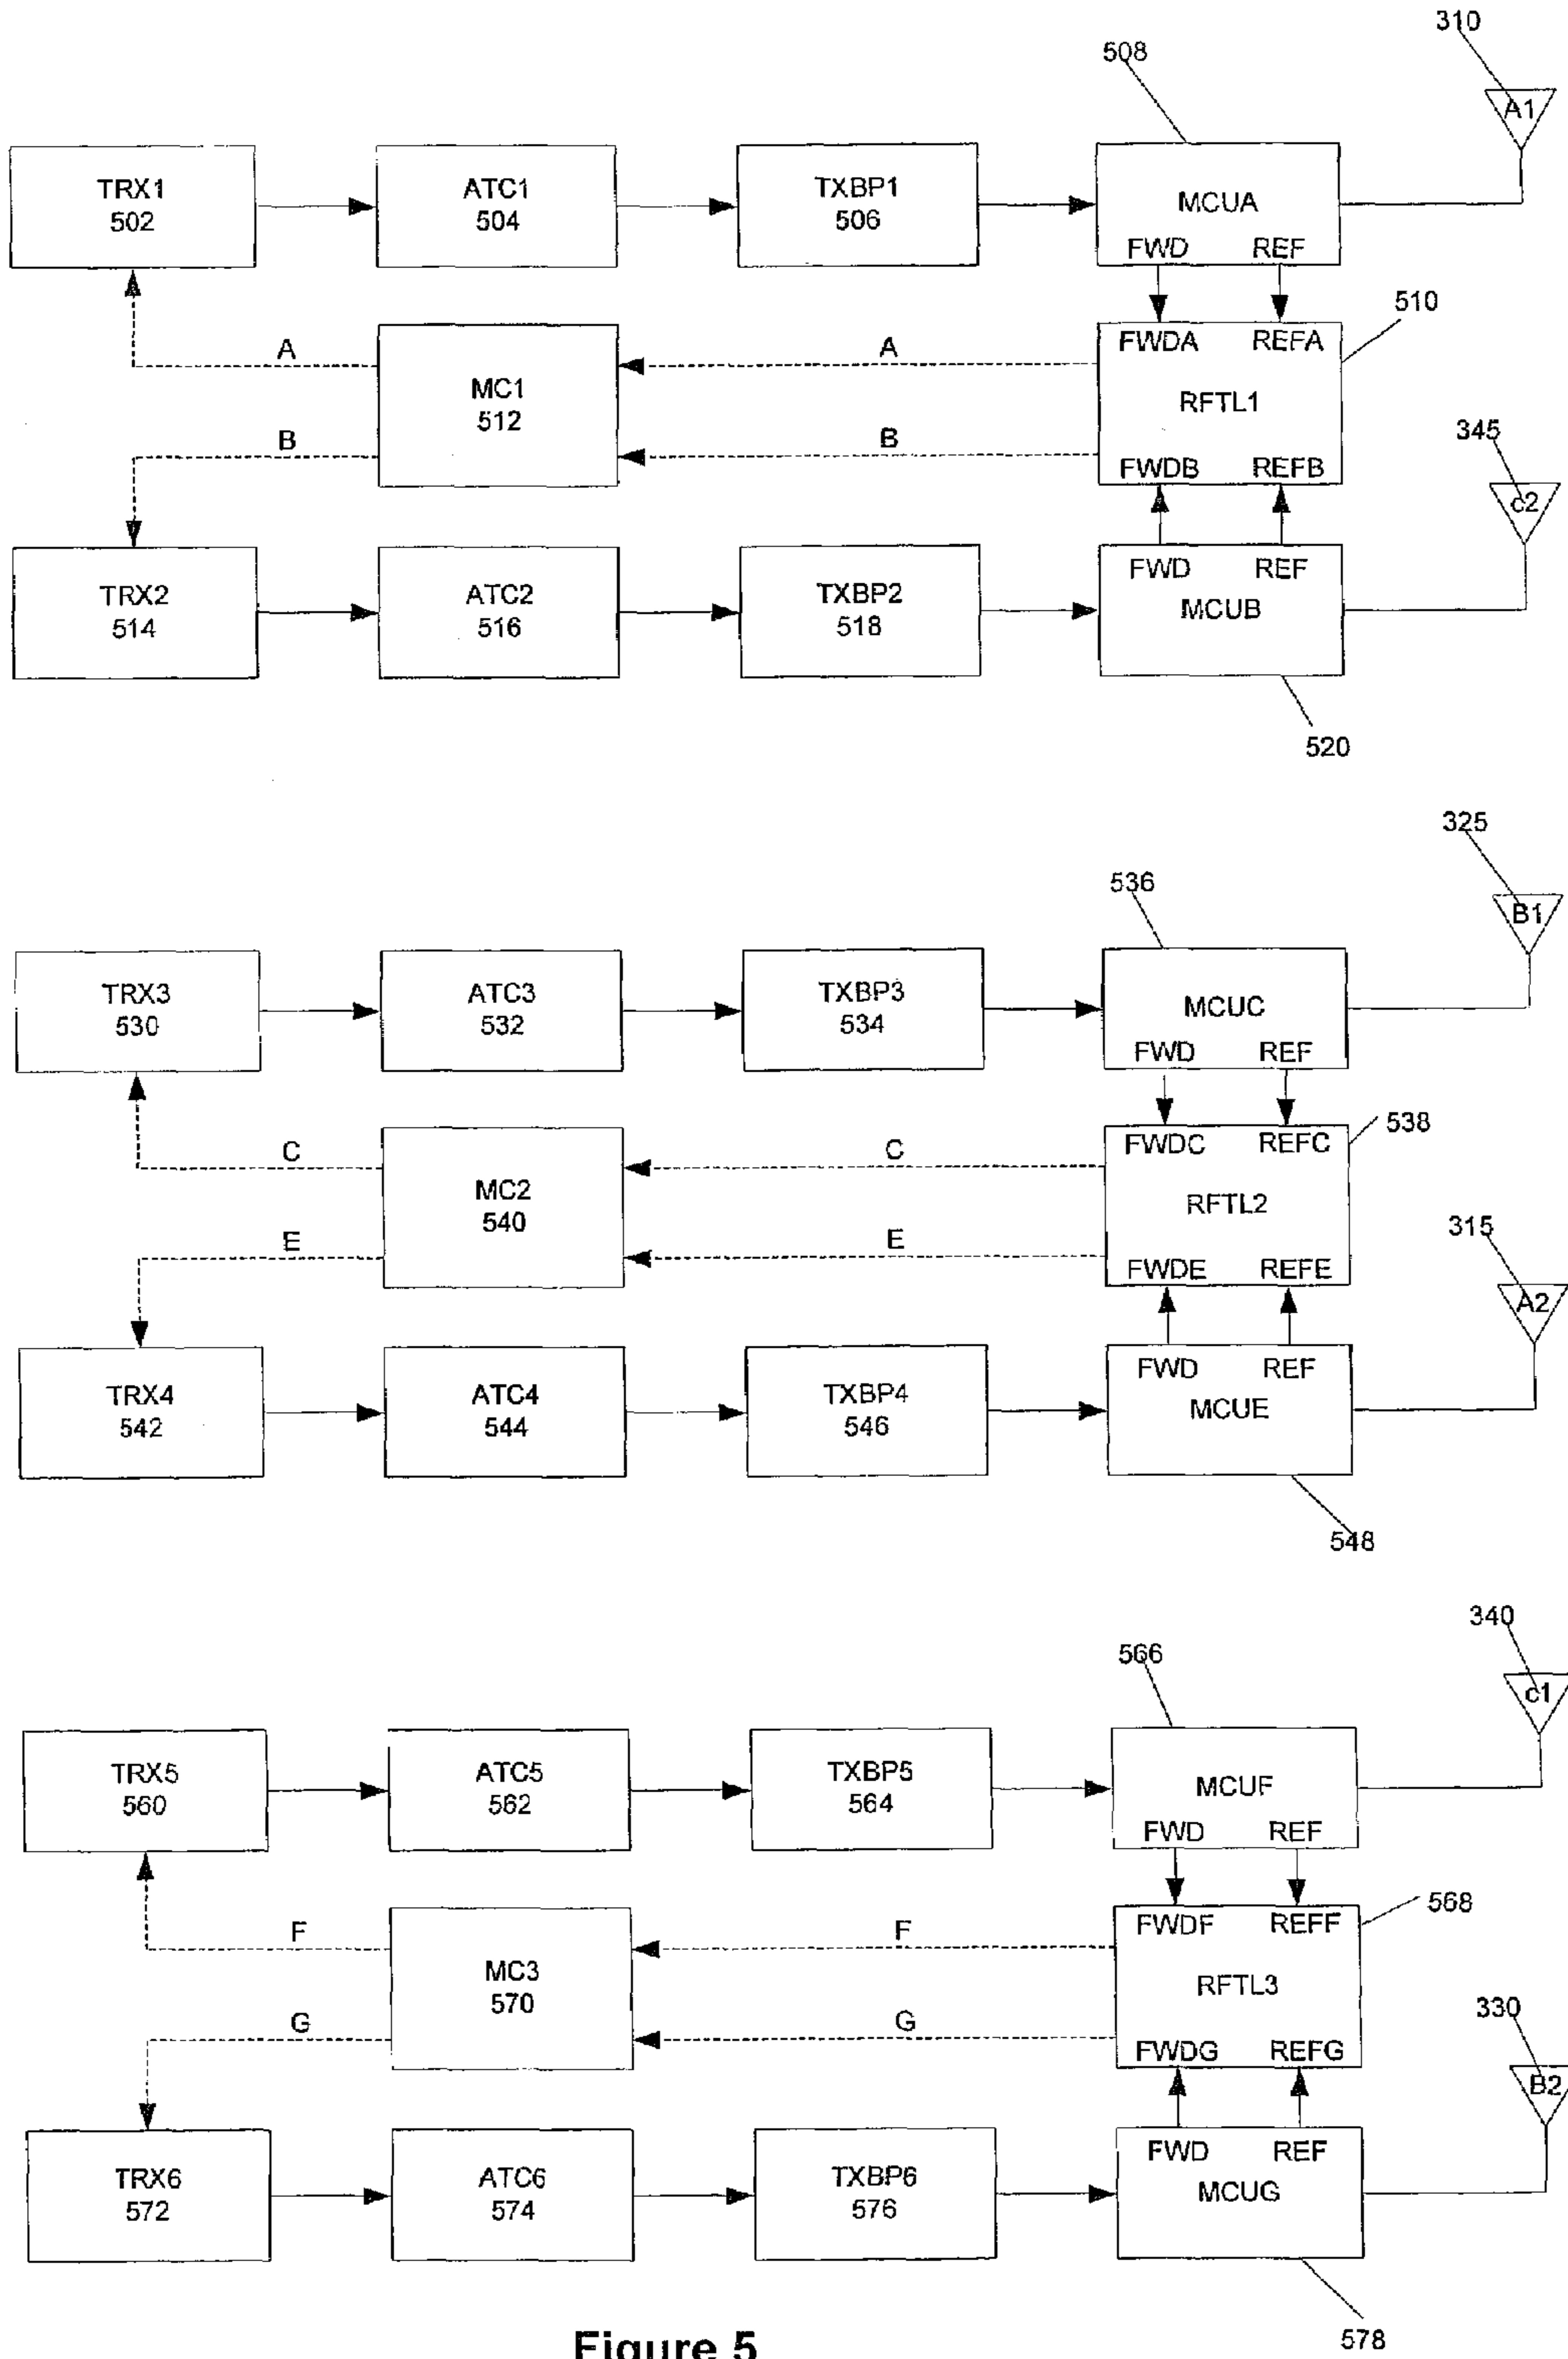 310
508
A1
TRX1
502
ATC1
504
TXBP1
506
MCUA
FWD REF
510
A A
FWDA REFA
MC1
512
RFTL1
B B
FWDB REFB
345
c2
TRX2
514
ATC2
516
TXBP2
518
FWD REF
MCUB
520
325
536
B1
TRX3
530
ATC3
532
TXBP3
534
MCUC
FWD REF
538
C C
FWDC REFC
MC2
540
RFTL2
E E
FWDE REFE
315
A2
TRX4
542
ATC4
544
TXBP4
546
FWD REF
MCUE
548
340
566
c1
TRX5
560
ATC5
562
TXBP5
564
MCUF
FWD REF
568
F F
FWDF REFF
MC3
570
RFTL3
G G
FWDG REFG
330
B2
TRX6
572
ATC6
574
TXBP6
576
FWD REF
MCUG
578
Figure 5